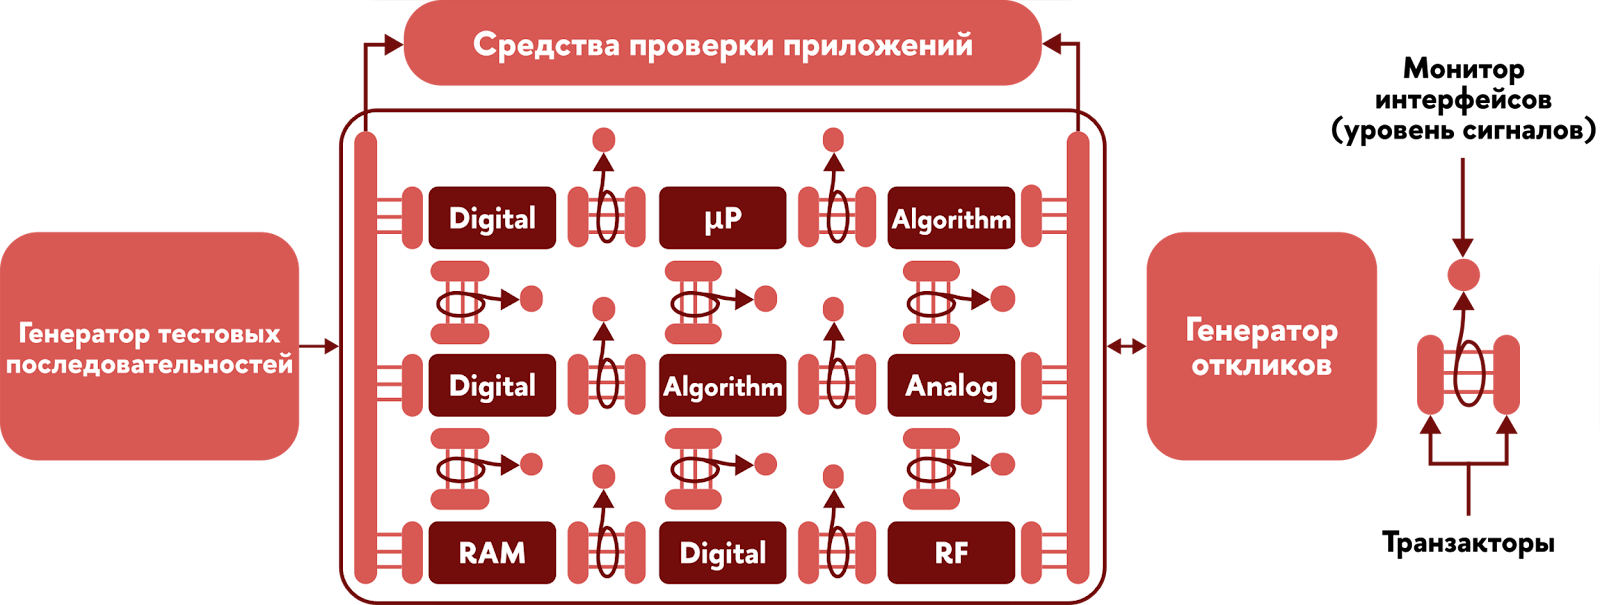 Средства проверки приложений
Монитор
интерфейсов
(уровень сигналов)
Digital
µP
Algorithm
Генератор тестовых
последовательностей
Генератор
откликов
Digital
Algorithm
Analog
RAM
Digital
RF
Транзакторы